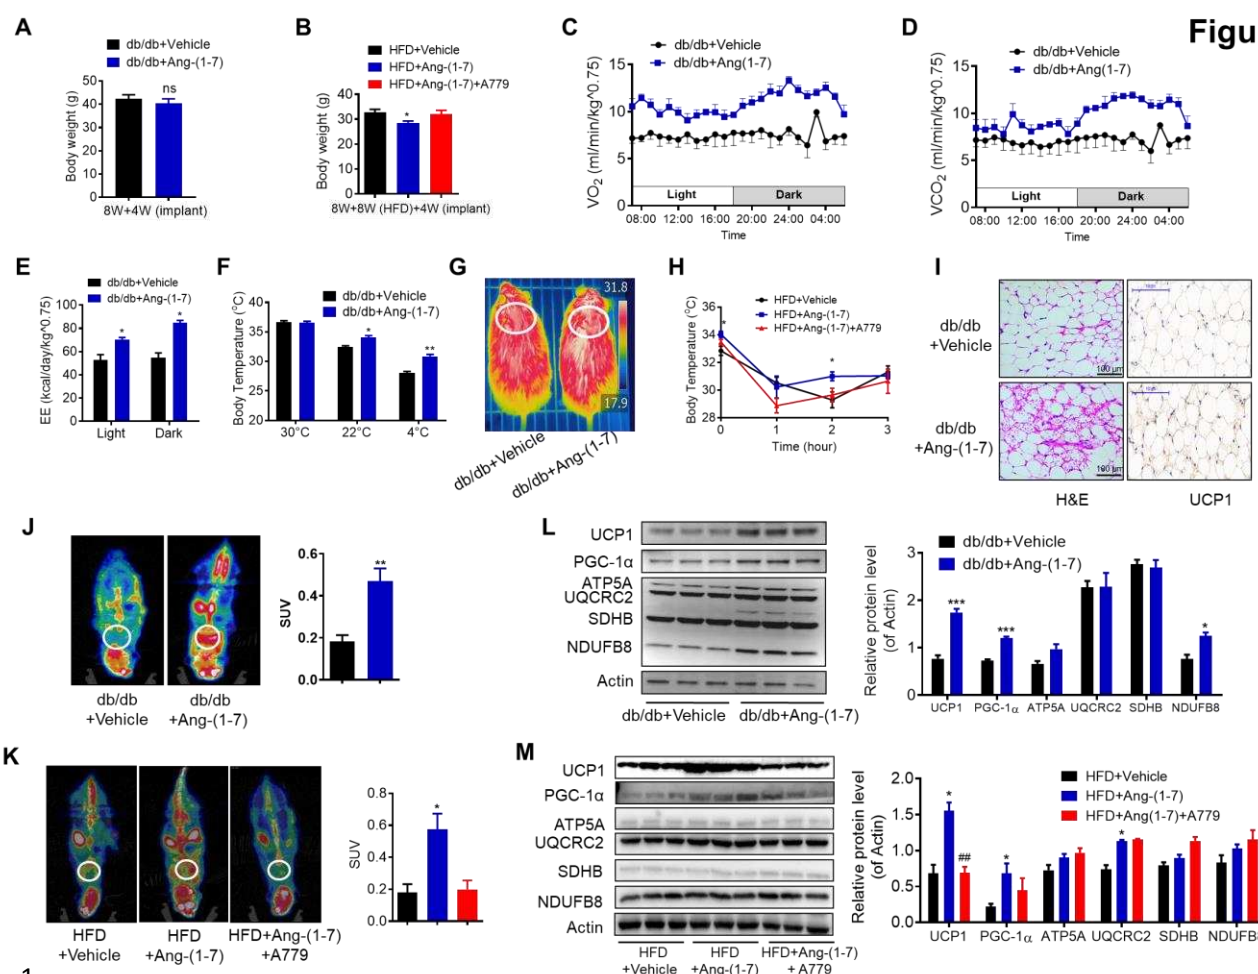 Figu
A
db/db+Vehicle
db/db+Ang-(1-7)
Body weight (g)
50
40
30
20
10
0
ns
8W+4W (implant)
B
HFD+Vehicle
HFD+Ang-(1-7)
HFD+Ang-(1-7)+A779
Body weight (g)
40
30
20
10
0
*
8W+8W (HFD)+4W (implant)
C
db/db+Vehicle
db/db+Ang(1-7)
VO2 (ml/min/kg^0.75)
15
10
5
0
Light Dark
08:00 12:00 16:00 20:00 24:00 04:00
Time
D
db/db+Vehicle
db/db+Ang(1-7)
VCO2 (ml/min/kg^0.75)
15
10
5
0
Light Dark
08:00 12:00 16:00 20:00 24:00 04:00
Time
E
db/db+Vehicle
db/db+Ang-(1-7)
EE (kcal/day/kg^0.75)
100
80
60
40
20
0
* *
Light Dark
F
db/db+Vehicle
db/db+Ang-(1-7)
Body Temperature (°C)
40
35
30
25
20
* **
30°C 22°C 4°C
G
31.8
17.9
db/db+Vehicle
db/db+Ang-(1-7)
H
HFD+Vehicle
HFD+Ang-(1-7)
HFD+Ang-(1-7)+A779
Body Temperature (°C)
36
34
32
30
28
* *
0 1 2 3
Time (hour)
I
db/db
+Vehicle
100 μm
db/db
+Ang-(1-7)
100 μm
H&E UCP1
J
db/db
+Vehicle
db/db
+Ang-(1-7)
SUV
0.6
0.4
0.2
0.0
**
K
HFD
+Vehicle
HFD
+Ang-(1-7)
HFD+Ang-(1-7)
+A779
SUV
0.8
0.6
0.4
0.2
0.0
*
L
UCP1
PGC-1α
ATP5A
UQCRC2
SDHB
NDUFB8
Actin
db/db+Vehicle db/db+Ang-(1-7)
db/db+Vehicle
db/db+Ang-(1-7)
Relative protein level
(of Actin)
3
2
1
0
*** *** *
UCP1 PGC-1α ATP5A UQCRC2 SDHB NDUFB8
M
UCP1
PGC-1α
ATP5A
UQCRC2
SDHB
NDUFB8
Actin
HFD
+Vehicle
HFD
+Ang-(1-7)
HFD+Ang-(1-7)
+ A779
HFD+Vehicle
HFD+Ang-(1-7)
HFD+Ang(1-7)+A779
Relative protein level
(of Actin)
2.0
1.5
1.0
0.5
0.0
* ## * *
UCP1 PGC-1α ATP5A UQCRC2 SDHB NDUFB8